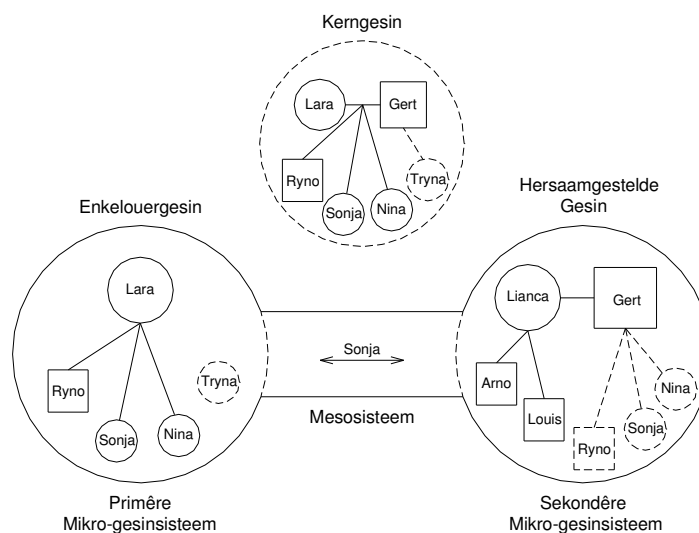 Kerngesin
Lara
Gert
Ryno
Sonja
Nina
Tryna
Enkelouergesin
Lara
Ryno
Sonja
Nina
Tryna
Sonja
Mesosisteem
Hersaamgestelde
Gesin
Lianca
Gert
Arno
Louis
Ryno
Sonja
Nina
Primêre
Mikro-gesinsisteem
Sekondêre
Mikro-gesinsisteem